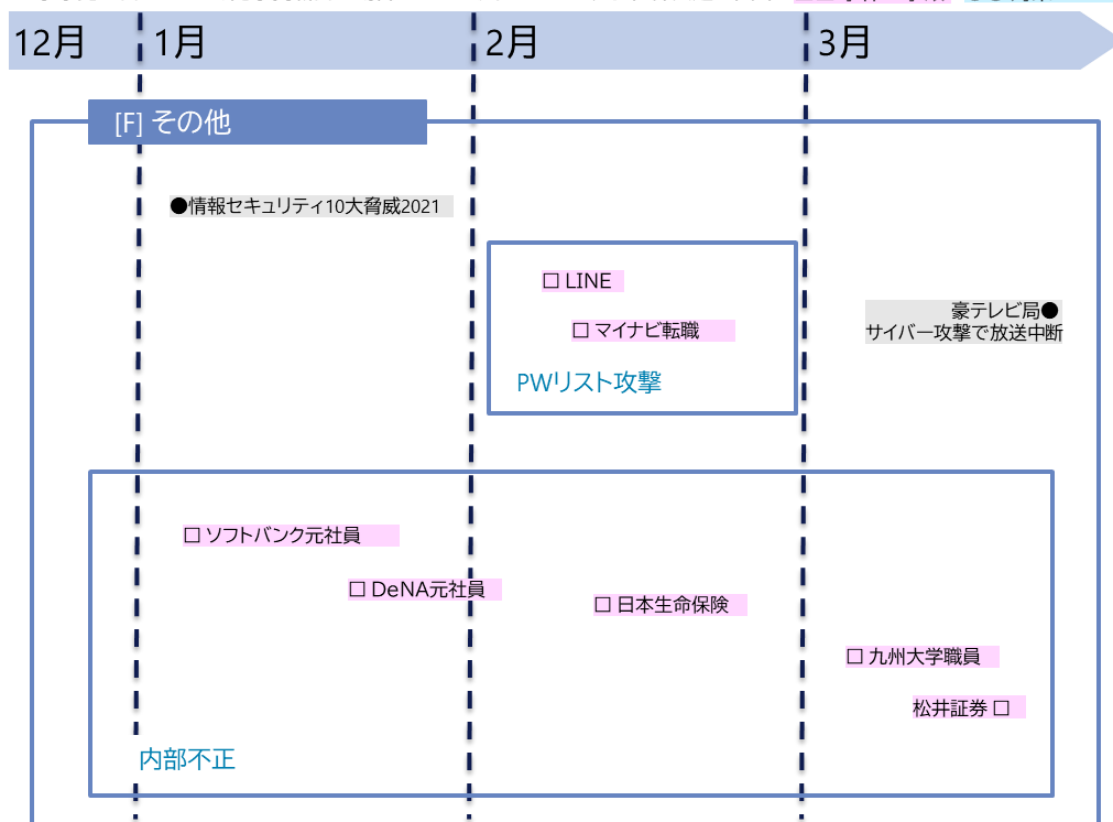 12月
1月
2月
3月
[F] その他
●情報セキュリティ10大脅威2021
□ LINE
□ マイナビ転職
PWリスト攻撃
豪テレビ局●
サイバー攻撃で放送中断
□ ソフトバンク元社員
□ DeNA元社員
□ 日本生命保険
□ 九州大学職員
松井証券 □
内部不正